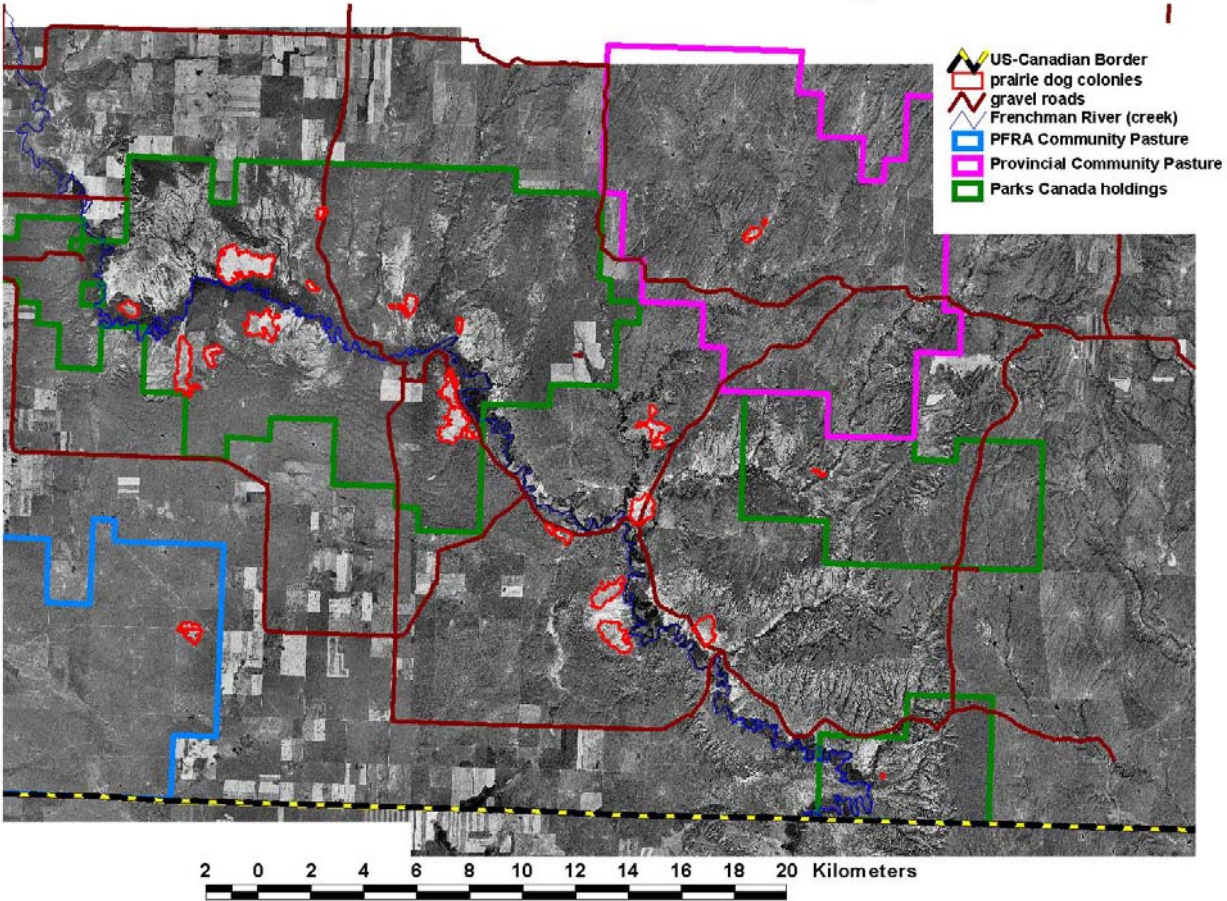 US-Canadian Border
prairie dog colonies
gravel roads
Frenchman River (creek)
PFRA Community Pasture
Provincial Community Pasture
Parks Canada holdings
2 0 2 4 6 8 10 12 14 16 18 20 Kilometers